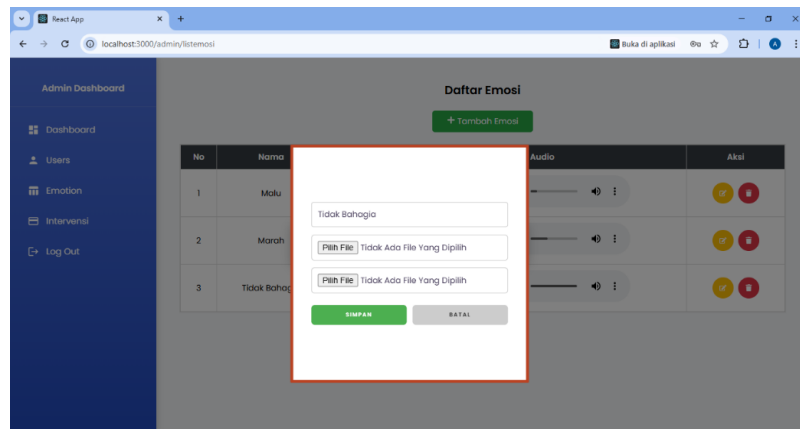 React App
localhost:3000/admin/listemosi
Buka di aplikasi
A
Admin Dashboard
Dashboard
Users
Emotion
Intervensi
Log Out
Daftar Emosi
+ Tambah Emosi
No Nama Audio Aksi
1 Malu
2 Marah
3 Tidak Bahag
Tidak Bahagia
Pilih File Tidak Ada File Yang Dipilih
Pilih File Tidak Ada File Yang Dipilih
SIMPAN BATAL